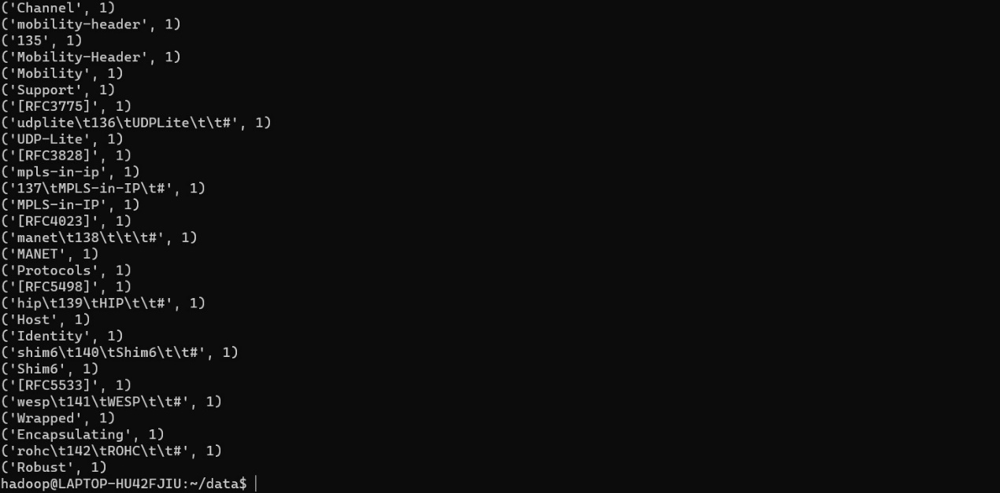 ('Channel', 1)
('mobility-header', 1)
('135', 1)
('Mobility-Header', 1)
('Mobility', 1)
('Support', 1)
('[RFC3775]', 1)
('udplite\t136\tUDPLite\t\t#', 1)
('UDP-Lite', 1)
('[RFC3828]', 1)
('mpls-in-ip', 1)
('137\tMPLS-in-IP\t#', 1)
('MPLS-in-IP', 1)
('[RFC4023]', 1)
('manet\t138\t\t\t#', 1)
('MANET', 1)
('Protocols', 1)
('[RFC5498]', 1)
('hip\t139\tHIP\t\t#', 1)
('Host', 1)
('Identity', 1)
('shim6\t140\tShim6\t\t#', 1)
('Shim6', 1)
('[RFC5533]', 1)
('wesp\t141\tWESP\t\t#', 1)
('Wrapped', 1)
('Encapsulating', 1)
('rohc\t142\tROHC\t\t#', 1)
('Robust', 1)
hadoop@LAPTOP-HU42FJIU:~/data$